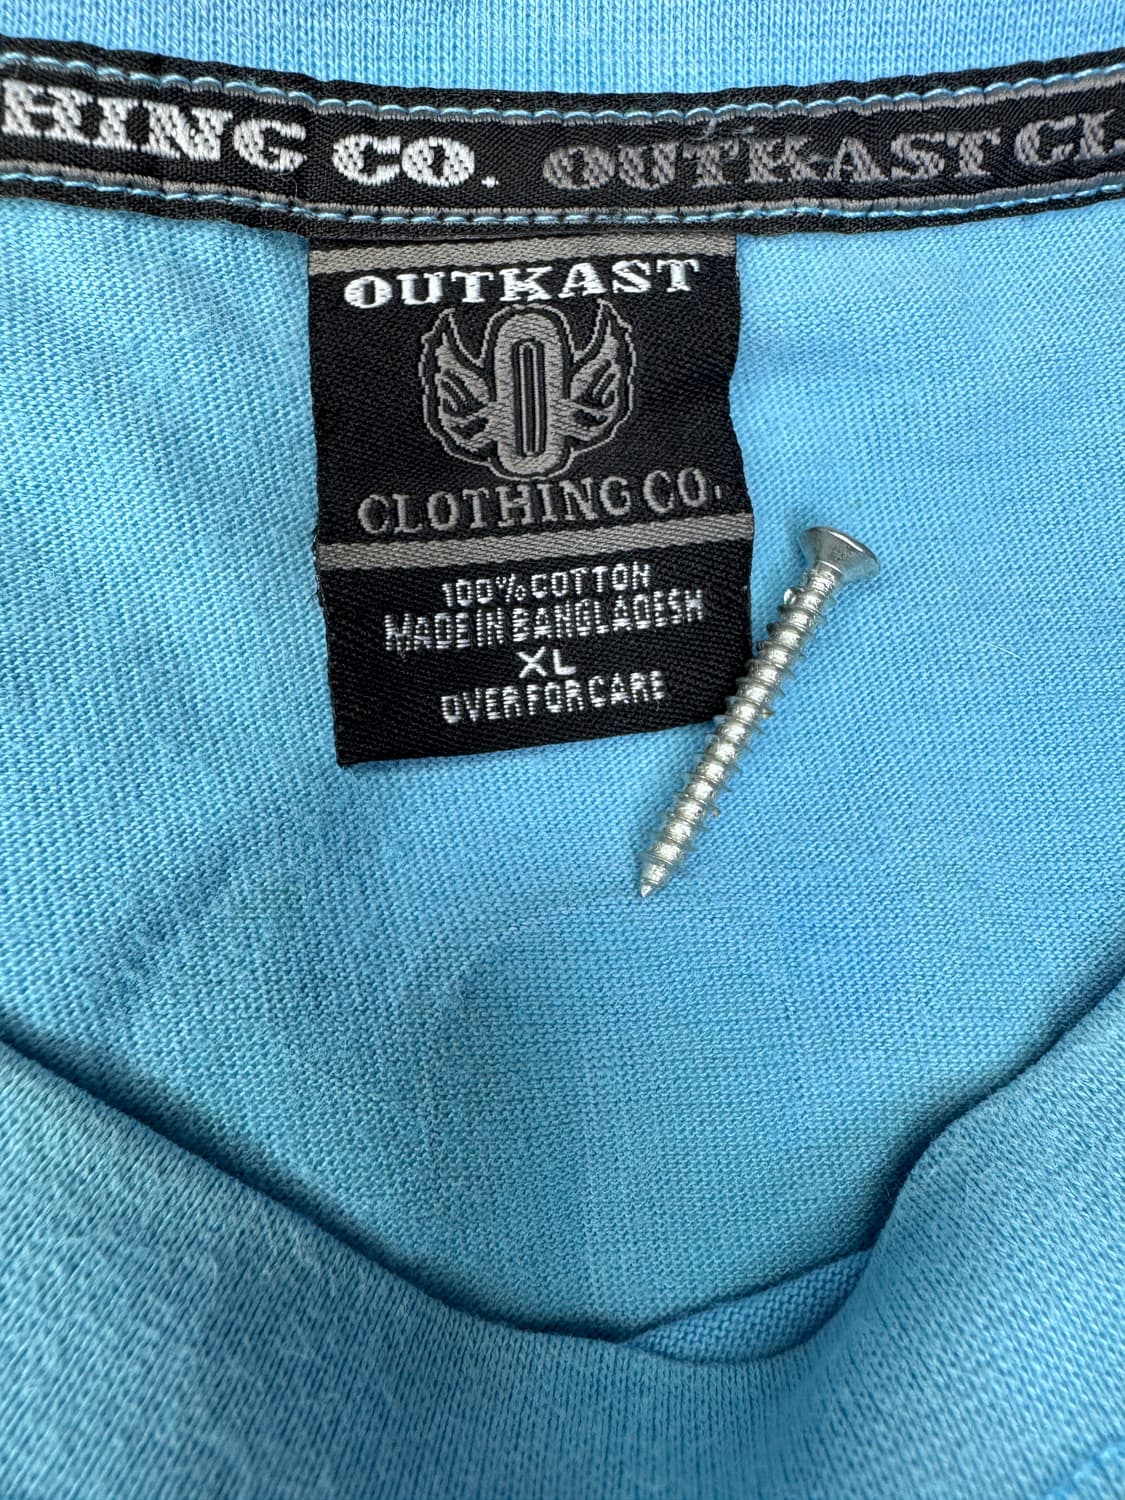 HING CO. OUTKAST CL
OUTKAST
O
CLOTHING CO.
100% COTTON
MADE IN BANGLADESH
XL
OVER FOR CARE